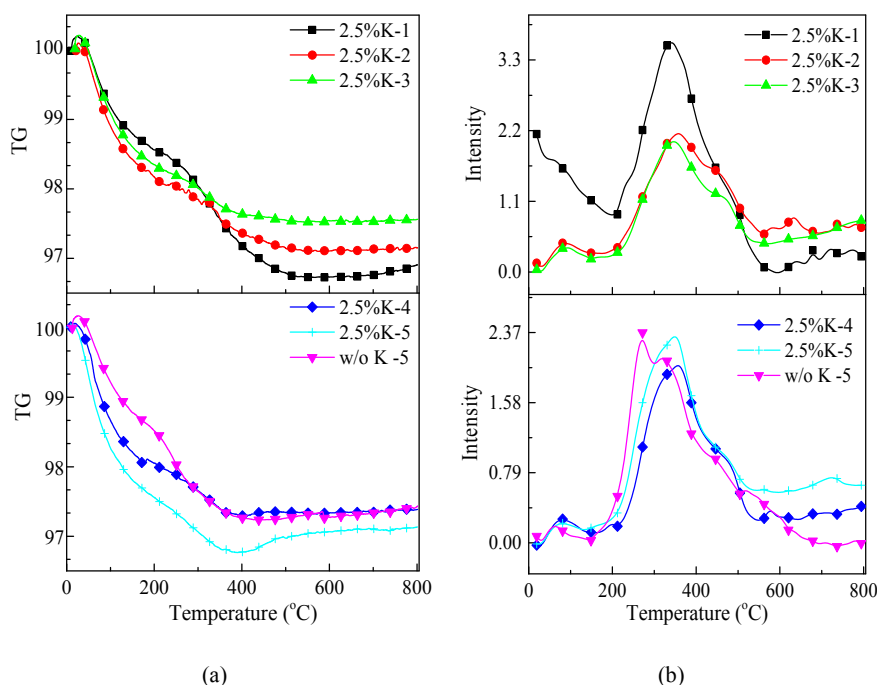 2.5%K-1
2.5%K-2
2.5%K-3
100
99
98
97
TG
2.5%K-4
2.5%K-5
w/o K -5
100
99
98
97
TG
0 200 400 600 800
Temperature (°C)
(a)
2.5%K-1
2.5%K-2
2.5%K-3
3.3
2.2
1.1
0.0
Intensity
2.5%K-4
2.5%K-5
w/o K -5
2.37
1.58
0.79
0.00
Intensity
0 200 400 600 800
Temperature (°C)
(b)